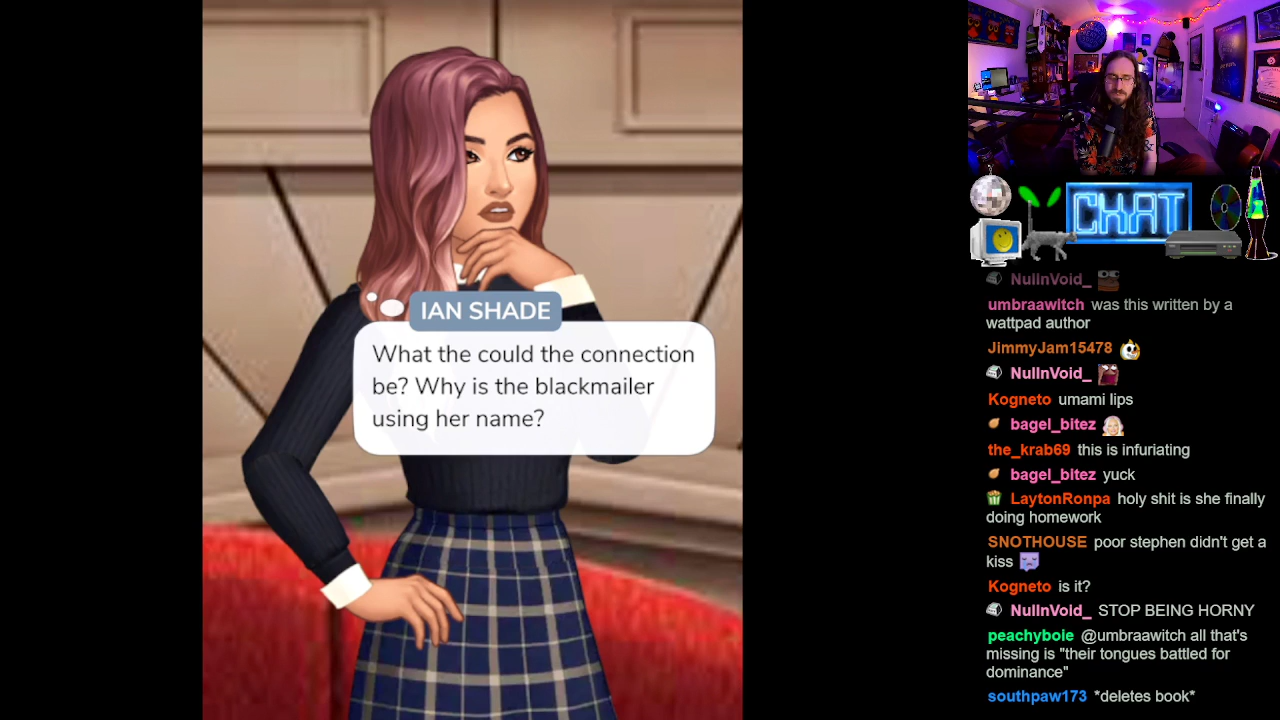 IAN SHADE
What the could the connection
be? Why is the blackmailer
using her name?
CHAT
NullnVoid_
umbraawitch was this written by a
wattpad author
JimmyJam15478
NullnVoid_
Kogneto umami lips
bagel_bitez
the_krab69 this is infuriating
bagel_bitez yuck
LaytonRonpa holy shit is she finally
doing homework
SNOTHOUSE poor stephen didn't get a
kiss
Kogneto is it?
NullnVoid_ STOP BEING HORNY
peachyboie @umbraawitch all that's
missing is "their tongues battled for
dominance"
southpaw173 *deletes book*